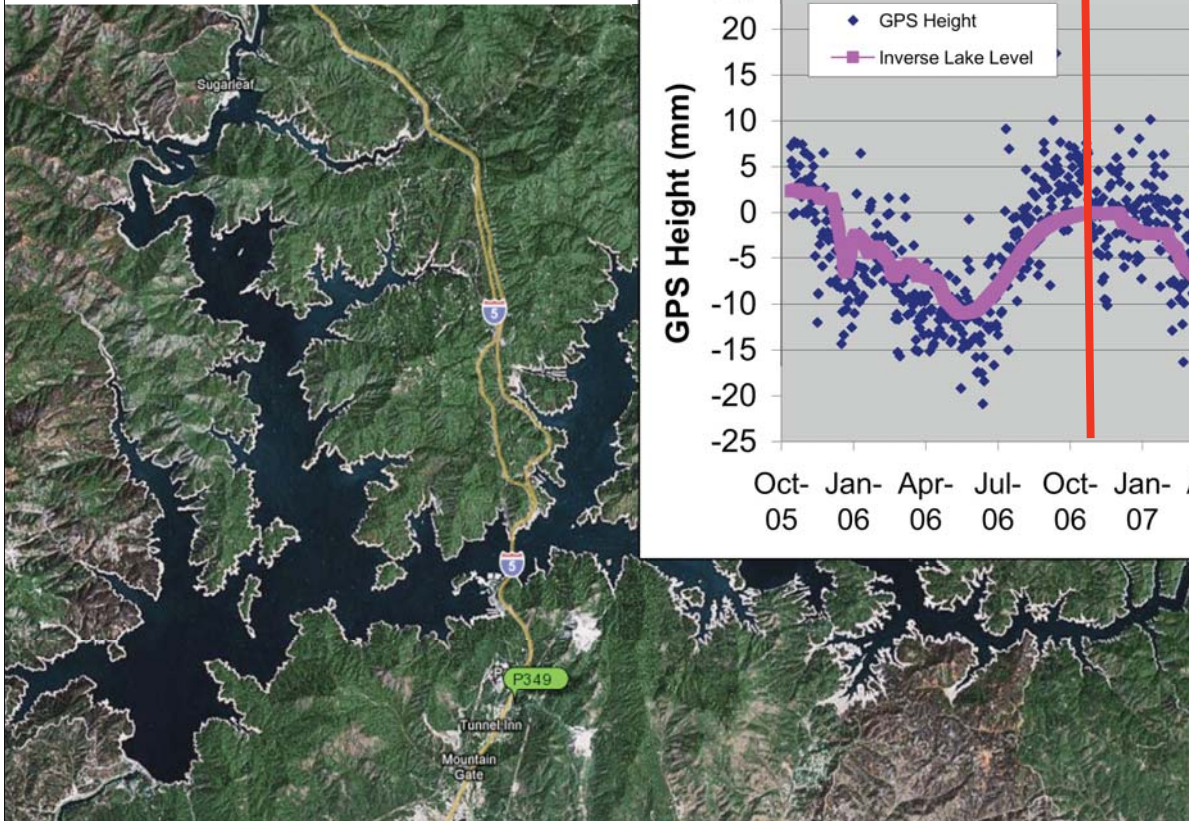 Sugarleaf
5
5
P349
Tunnel Inn
Mountain
Gate
GPS Height
Inverse Lake Level
GPS Height (mm)
20
15
10
5
0
-5
-10
-15
-20
-25
Oct- Jan- Apr- Jul- Oct- Jan-
05 06 06 06 06 07